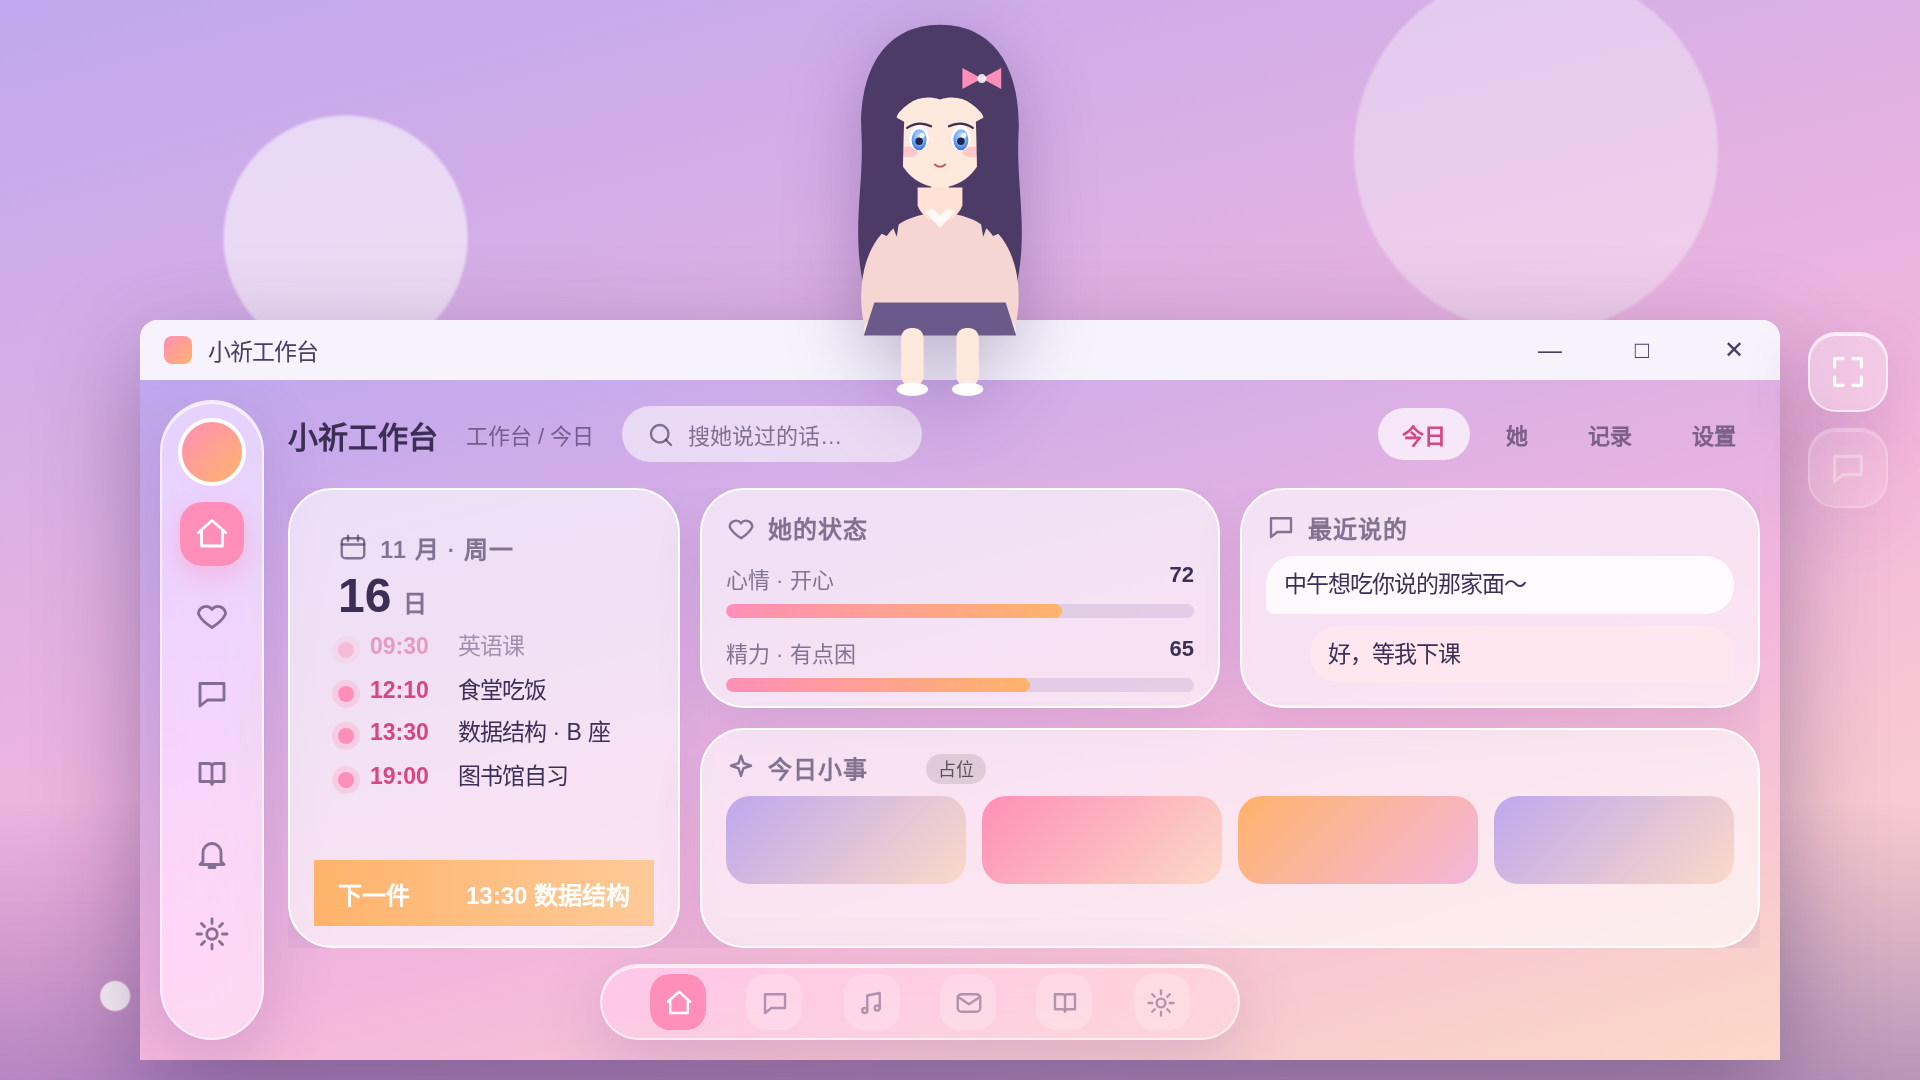 小祈工作台
小祈工作台
工作台 / 今日
搜她说过的话…
今日
她
记录
设置
11 月 · 周一
16 日
09:30 英语课
12:10 食堂吃饭
13:30 数据结构 · B 座
19:00 图书馆自习
下一件 13:30 数据结构
她的状态
心情 · 开心 72
精力 · 有点困 65
最近说的
中午想吃你说的那家面～
好，等我下课
今日小事 占位